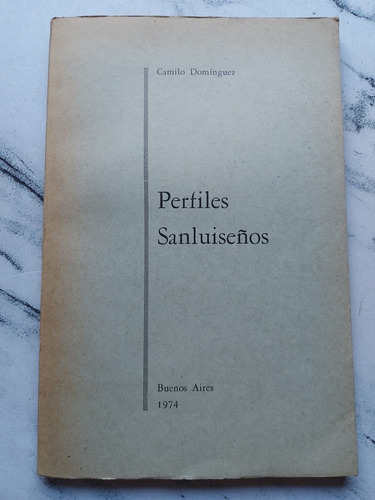 Camilo Domínguez
Perfiles
Sanluiseños
Buenos Aires
1974